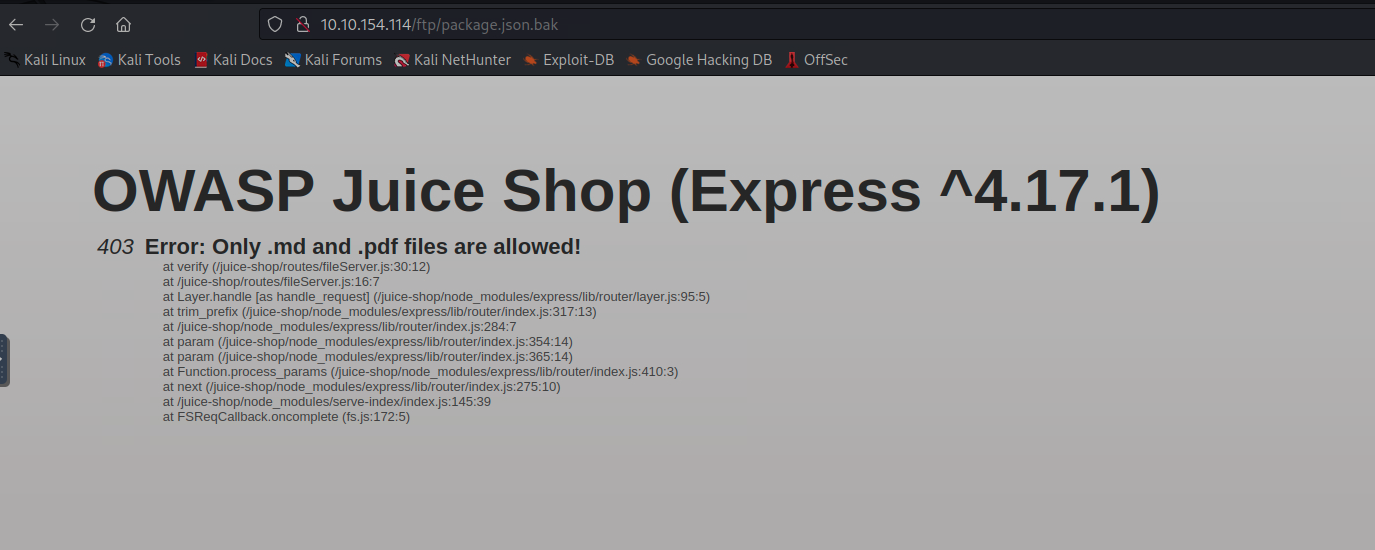 10.10.154.114/ftp/package.json.bak
Kali Linux Kali Tools Kali Docs Kali Forums Kali NetHunter Exploit-DB Google Hacking DB OffSec
OWASP Juice Shop (Express ^4.17.1)
403 Error: Only .md and .pdf files are allowed!
at verify (/juice-shop/routes/fileServer.js:30:12)
at /juice-shop/routes/fileServer.js:16:7
at Layer.handle [as handle_request] (/juice-shop/node_modules/express/lib/router/layer.js:95:5)
at trim_prefix (/juice-shop/node_modules/express/lib/router/index.js:317:13)
at /juice-shop/node_modules/express/lib/router/index.js:284:7
at param (/juice-shop/node_modules/express/lib/router/index.js:354:14)
at param (/juice-shop/node_modules/express/lib/router/index.js:365:14)
at Function.process_params (/juice-shop/node_modules/express/lib/router/index.js:410:3)
at next (/juice-shop/node_modules/express/lib/router/index.js:275:10)
at /juice-shop/node_modules/serve-index/index.js:145:39
at FSReqCallback.oncomplete (fs.js:172:5)